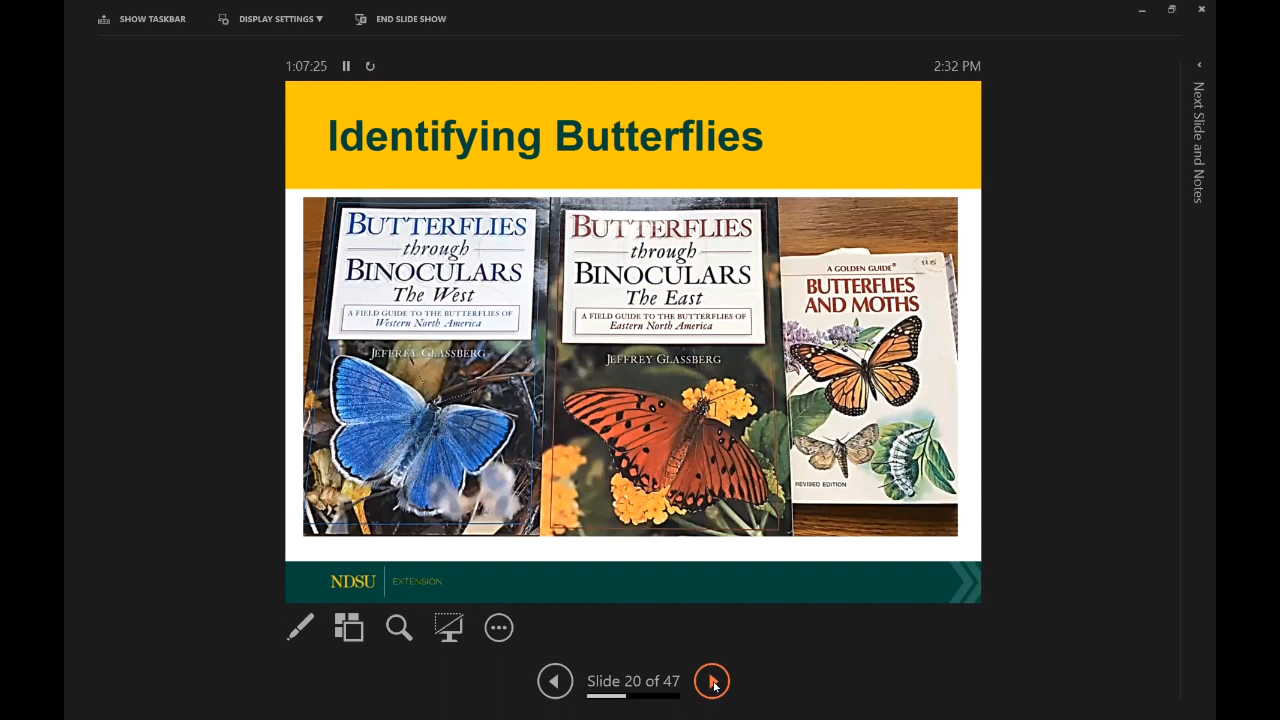 SHOW TASKBAR
DISPLAY SETTINGS ▼
END SLIDE SHOW
1:07:25
2:32 PM
Next Slide and Notes
Identifying Butterflies
BUTTERFLIES
through
BINOCULARS
The West
A FIELD GUIDE TO THE BUTTERFLIES OF
Western North America
JEFFREY GLASSBERG
BUTTERFLIES
through
BINOCULARS
The East
A FIELD GUIDE TO THE BUTTERFLIES OF
Eastern North America
JEFFREY GLASSBERG
A GOLDEN GUIDE®
BUTTERFLIES
AND MOTHS
REVISED EDITION
NDSU EXTENSION
Slide 20 of 47